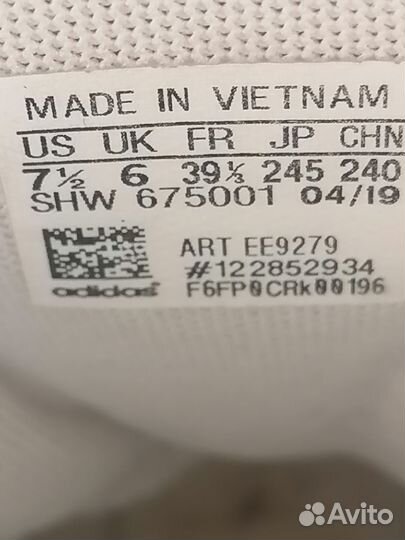 MADE IN VIETNAM
US UK FR JP CHN
7½ 6 39⅓ 245 240
SHW 675001 04/19
ART EE9279
#122852934
adidas F6FP0CRk00196
Avito